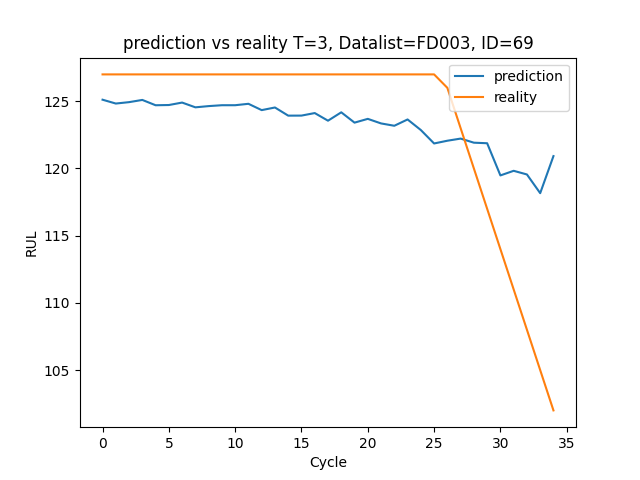 prediction vs reality T=3, Datalist=FD003, ID=69
prediction
reality
125
120
115
110
105
RUL
0 5 10 15 20 25 30 35
Cycle